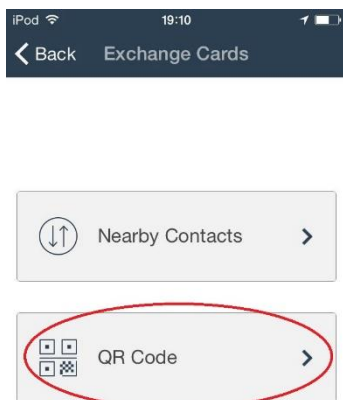 iPod 19:10
Back Exchange Cards
Nearby Contacts
QR Code